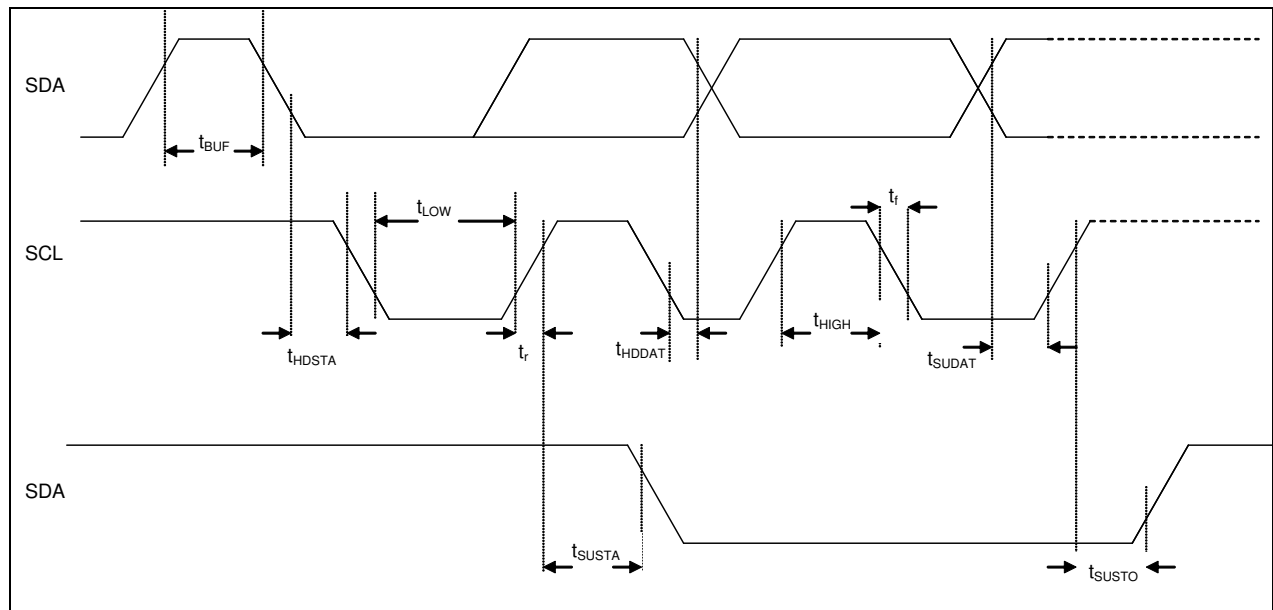 SDA
tBUF
tLOW
tf
SCL
tHDSTA
tr
tHDDAT
tHIGH
tSUDAT
SDA
tSUSTA
tSUSTO